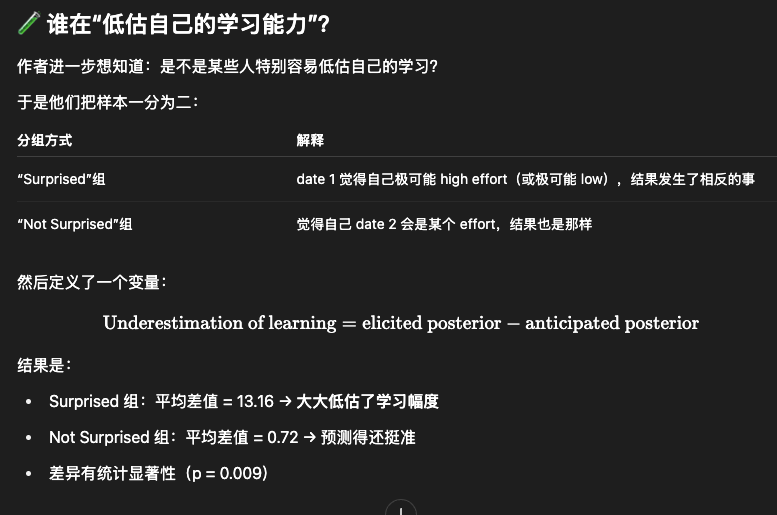 谁在“低估自己的学习能力”?
作者进一步想知道：是不是某些人特别容易低估自己的学习？
于是他们把样本一分为二：
分组方式 解释
“Surprised”组 date 1 觉得自己极可能 high effort（或极可能 low），结果发生了相反的事
“Not Surprised”组 觉得自己 date 2 会是某个 effort，结果也是那样
然后定义了一个变量：
Underestimation of learning = elicited posterior − anticipated posterior
结果是：
• Surprised 组：平均差值 = 13.16 → 大大低估了学习幅度
• Not Surprised 组：平均差值 = 0.72 → 预测得还挺准
• 差异有统计显著性（p = 0.009）